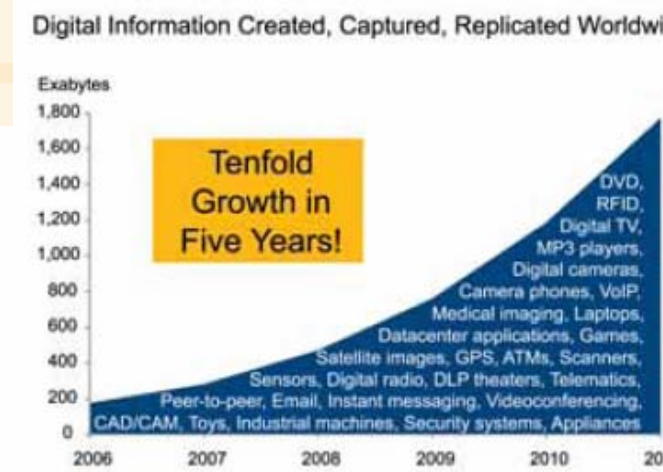 Digital Information Created, Captured, Replicated Worldwi
Exabytes
1,800
1,600
1,400
1,200
1,000
800
600
400
200
0
Tenfold
Growth in
Five Years!
DVD,
RFID,
Digital TV,
MP3 players,
Digital cameras,
Camera phones, VoIP,
Medical imaging, Laptops,
Datacenter applications, Games,
Satellite images, GPS, ATMs, Scanners,
Sensors, Digital radio, DLP theaters, Telematics,
Peer-to-peer, Email, Instant messaging, Videoconferencing,
CAD/CAM, Toys, Industrial machines, Security systems, Appliances
2006 2007 2008 2009 2010 20